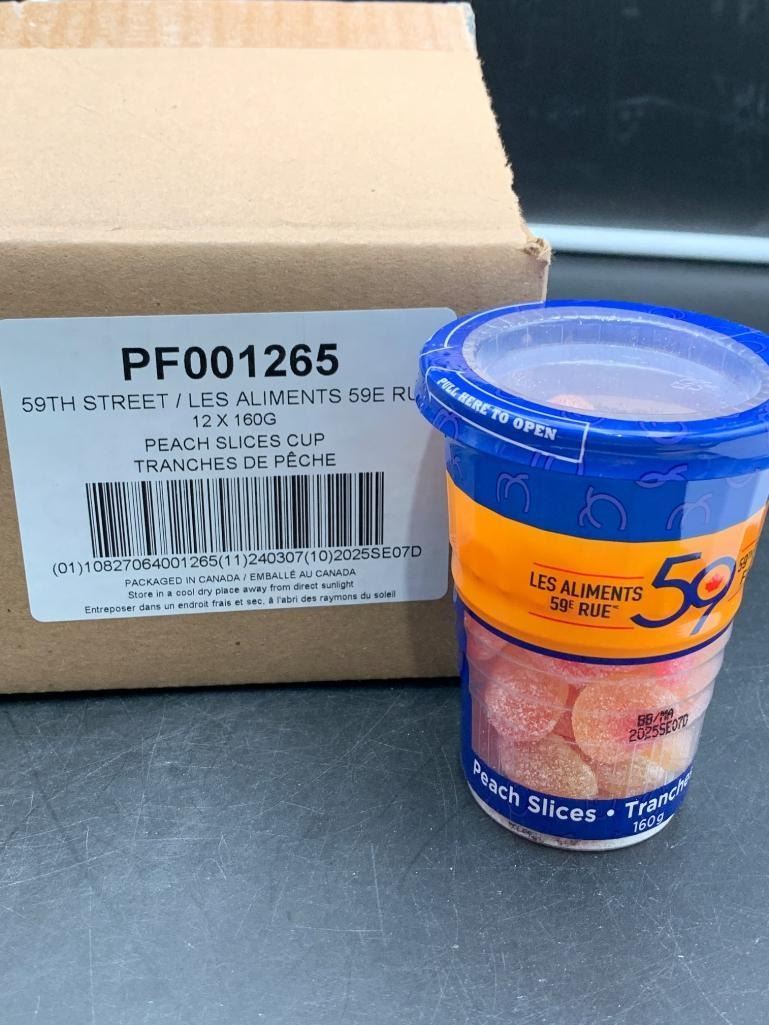 PF001265
59TH STREET / LES ALIMENTS 59E RU
12 X 160G
PEACH SLICES CUP
TRANCHES DE PÊCHE
(01)10827064001265(11)240307(10)2025SE07D
PACKAGED IN CANADA / EMBALLÉ AU CANADA
Store in a cool dry place away from direct sunlight
Entreposer dans un endroit frais et sec, à l'abri des rayons du soleil
PULL HERE TO OPEN
LES ALIMENTS
59E RUE
59
BB/MA
2025SE07D
Peach Slices • Tranche
160g